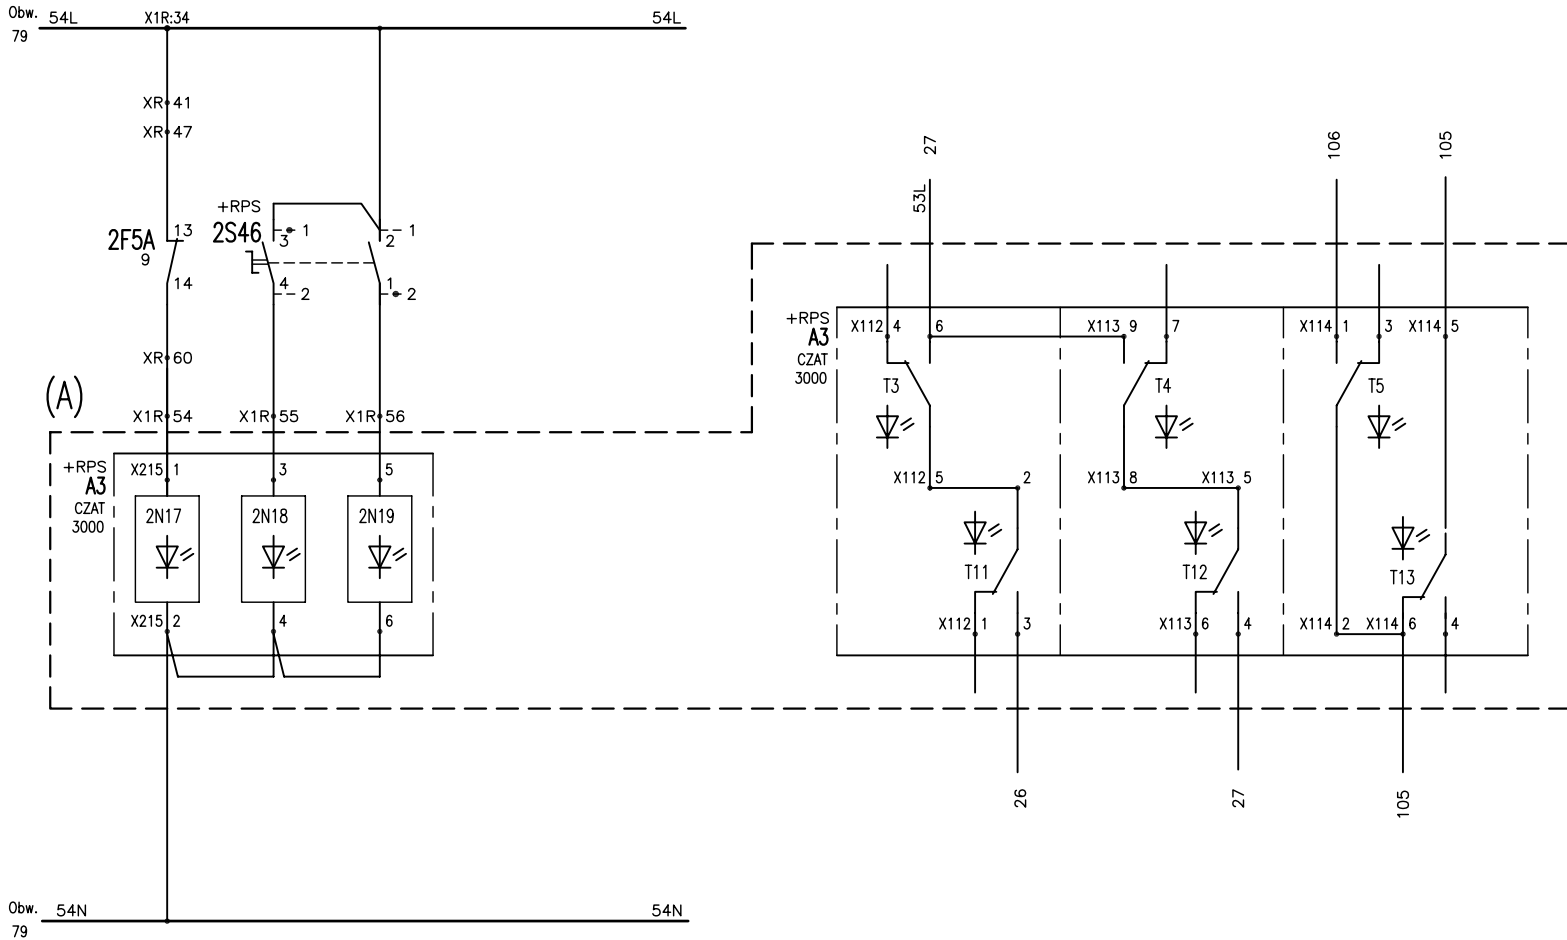 Obw. 54L X1R:34 54L
79
XR 41
XR 47
27
106
105
53L
+RPS
2S46
2F5A
9
13
14
1
3
4
2
2
1
1
2
XR 60
(A)
X1R 54 X1R 55 X1R 56
+RPS
A3
CZAT
3000
X215 1 3 5
2N17 2N18 2N19
X215 2 4 6
+RPS
A3
CZAT
3000
X112 4 6 X113 9 7 X114 1 3 X114 5
T3 T4 T5
X112 5 2 X113 8 X113 5
T11 T12 T13
X112 1 3 X113 6 4 X114 2 X114 6 4
26
27
105
Obw. 54N 54N
79